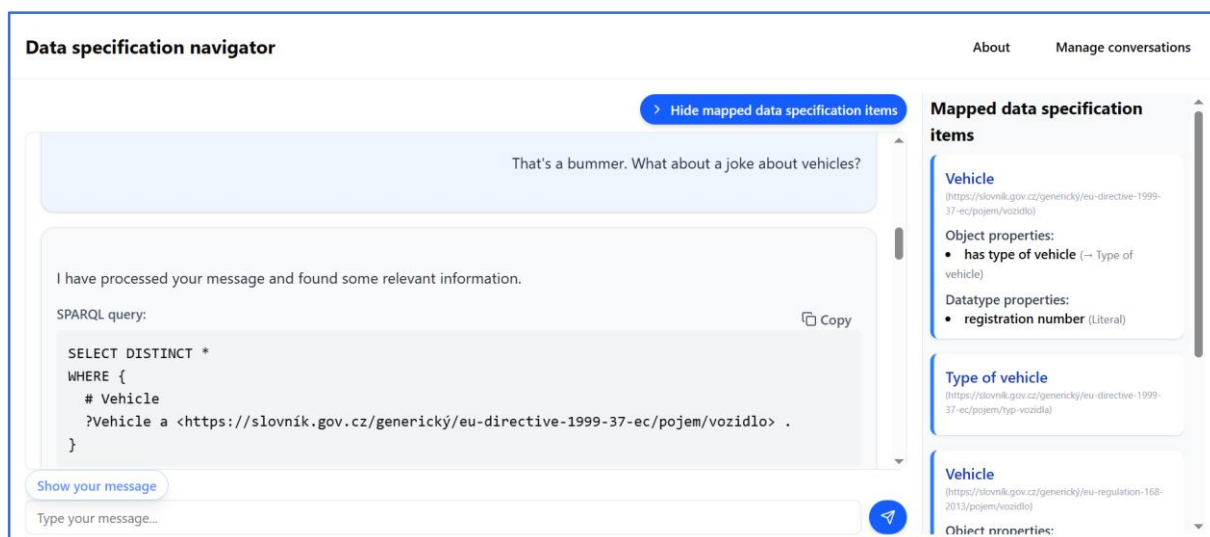 Data specification navigator
About
Manage conversations
Hide mapped data specification items
That's a bummer. What about a joke about vehicles?
I have processed your message and found some relevant information.
SPARQL query:
Copy
SELECT DISTINCT *
WHERE {
# Vehicle
?Vehicle a <https://slovník.gov.cz/generický/eu-directive-1999-37-ec/pojem/vozidlo> .
}
Show your message
Type your message...
Mapped data specification
items
Vehicle
(https://slovník.gov.cz/generický/eu-directive-1999-
37-ec/pojem/vozidlo)
Object properties:
• has type of vehicle (→ Type of
vehicle)
Datatype properties:
• registration number (Literal)
Type of vehicle
(https://slovník.gov.cz/generický/eu-directive-1999-
37-ec/pojem/typ-vozidla)
Vehicle
(https://slovník.gov.cz/generický/eu-regulation-168-
2013/pojem/vozidlo)
Object properties: